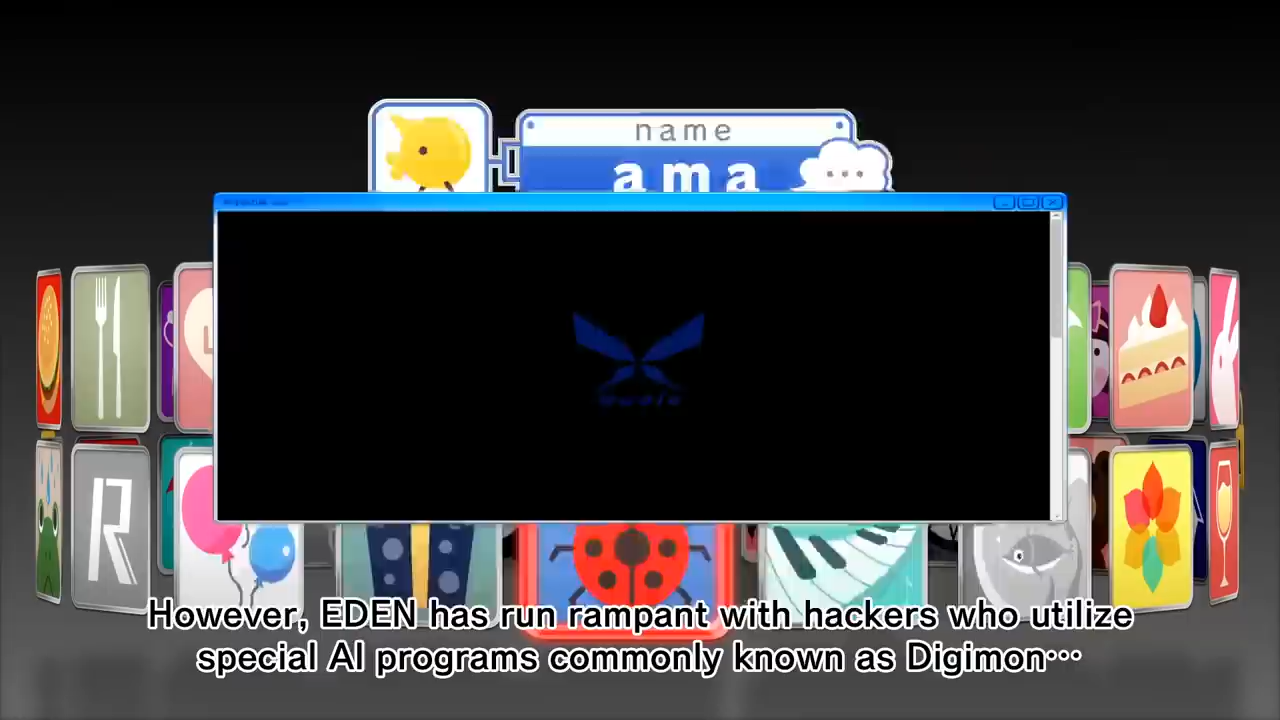 name
ama
R
However, EDEN has run rampant with hackers who utilize
special AI programs commonly known as Digimon…